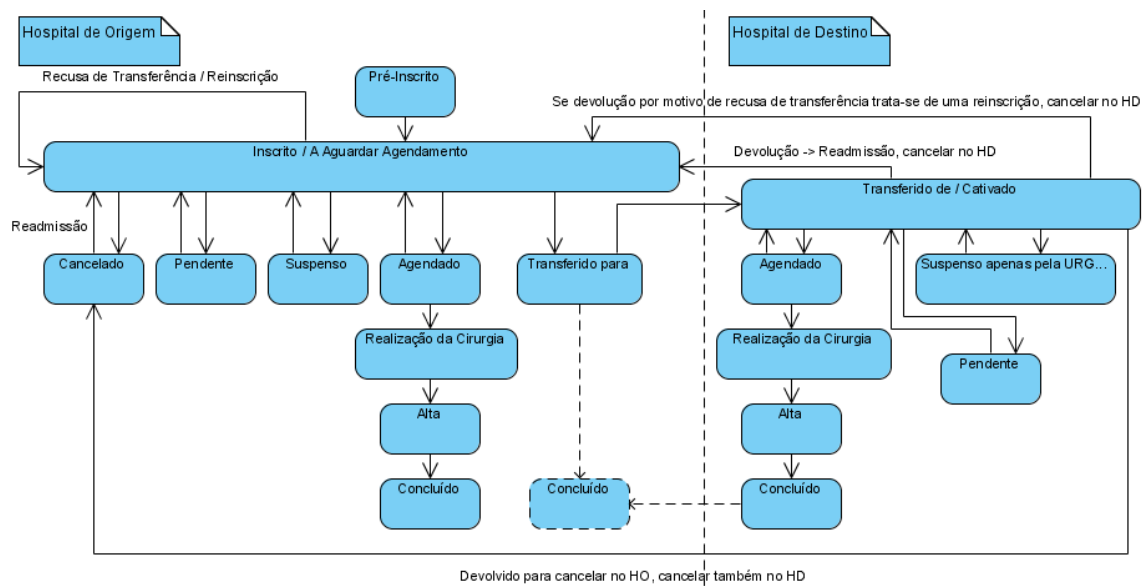 Hospital de Origem
Hospital de Destino
Recusa de Transferência / Reinscrição
Pré-Inscrito
Se devolução por motivo de recusa de transferência trata-se de uma reinscrição, cancelar no HD
Inscrito / A Aguardar Agendamento
Devolução -> Readmissão, cancelar no HD
Transferido de / Cativado
Readmissão
Cancelado
Pendente
Suspenso
Agendado
Transferido para
Agendado
Suspenso apenas pela URG...
Realização da Cirurgia
Realização da Cirurgia
Pendente
Alta
Alta
Concluído
Concluído
Concluído
Devolvido para cancelar no HO, cancelar também no HD